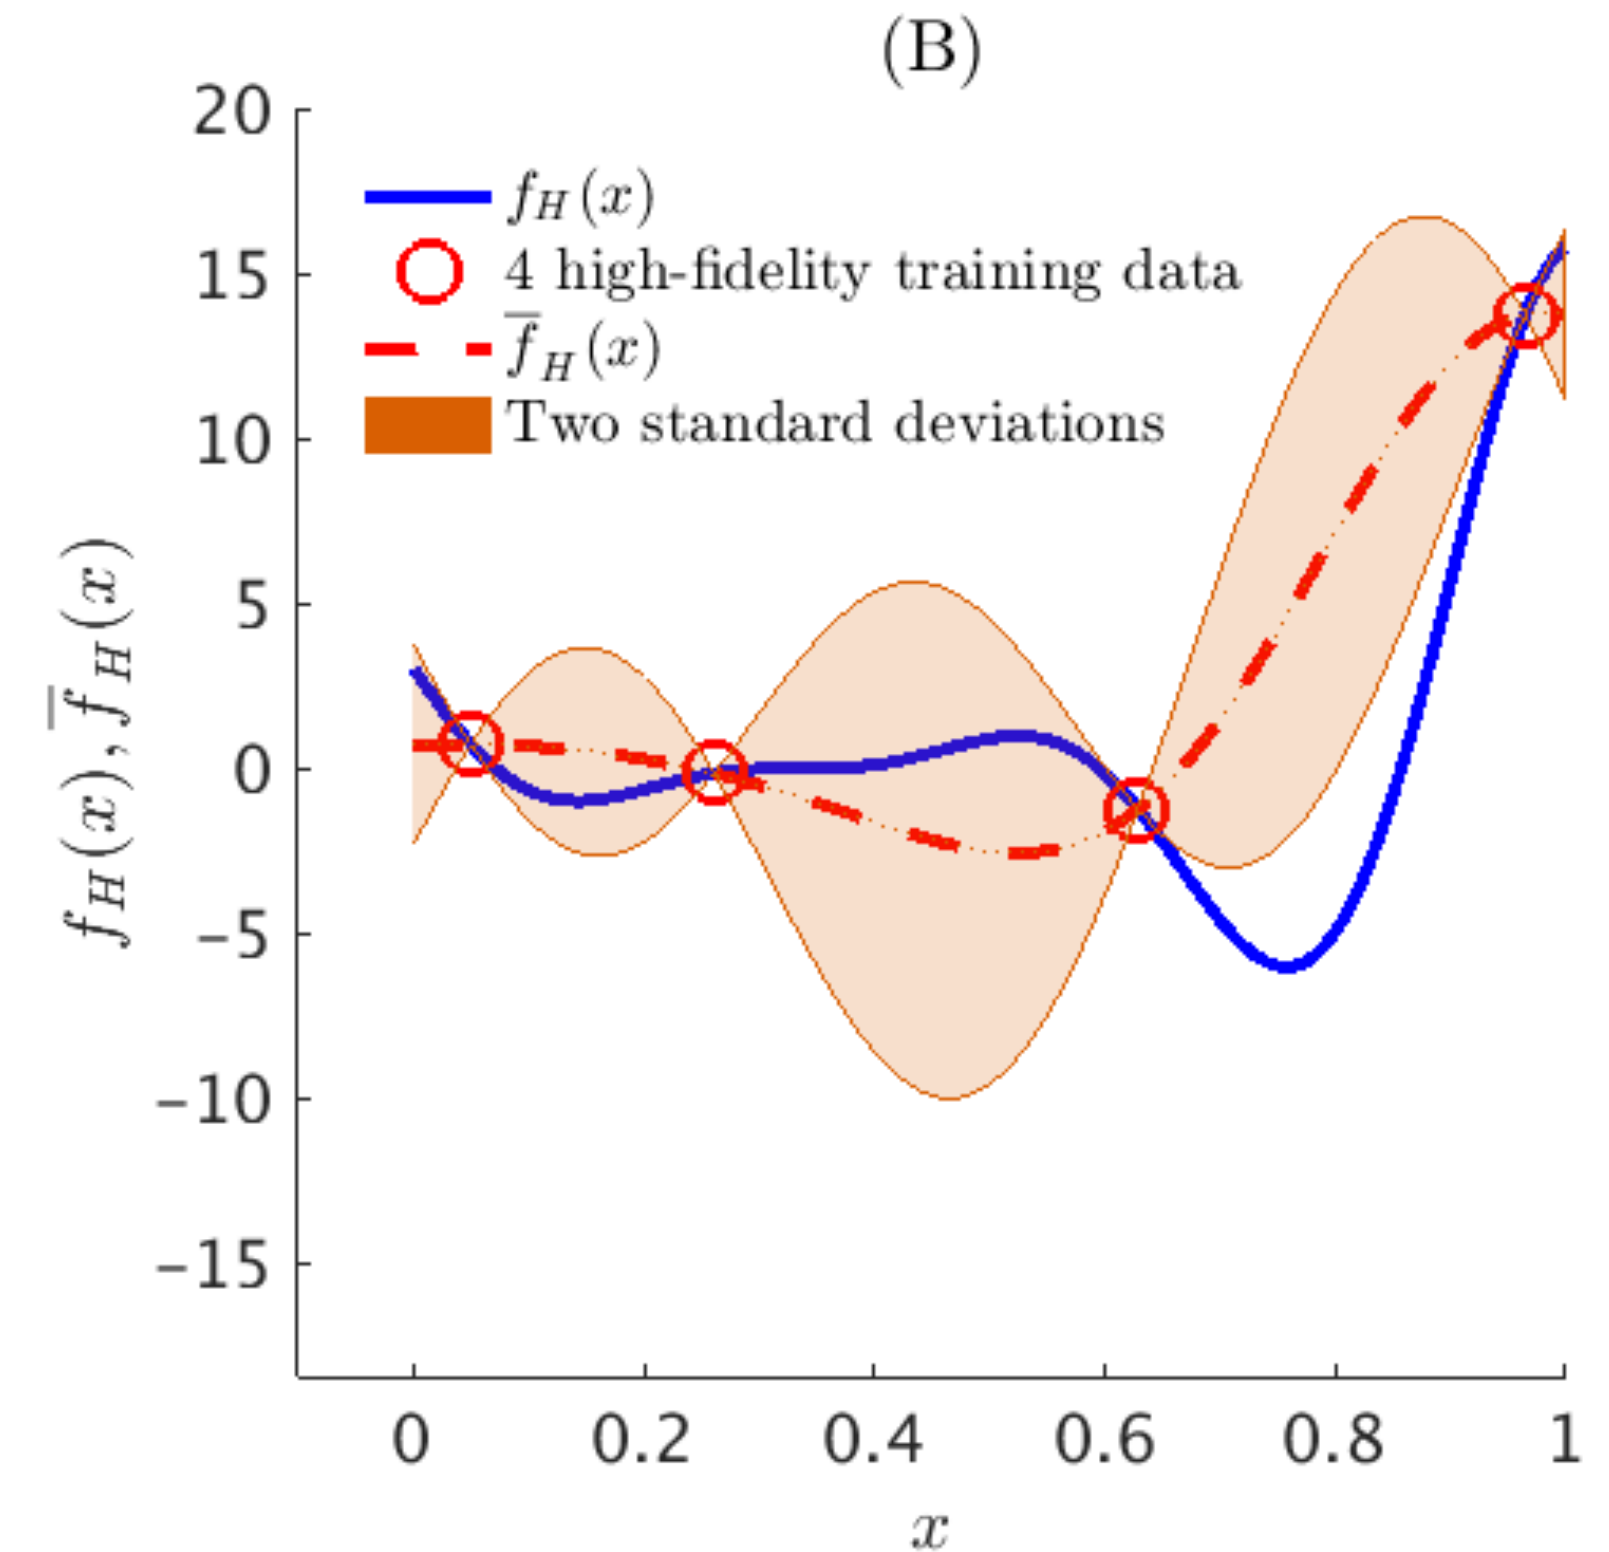 (B)
20
15
10
5
0
−5
−10
−15
f_H(x)
4 high-fidelity training data
f̅_H(x)
Two standard deviations
f_H(x), f̅_H(x)
0 0.2 0.4 0.6 0.8 1
x